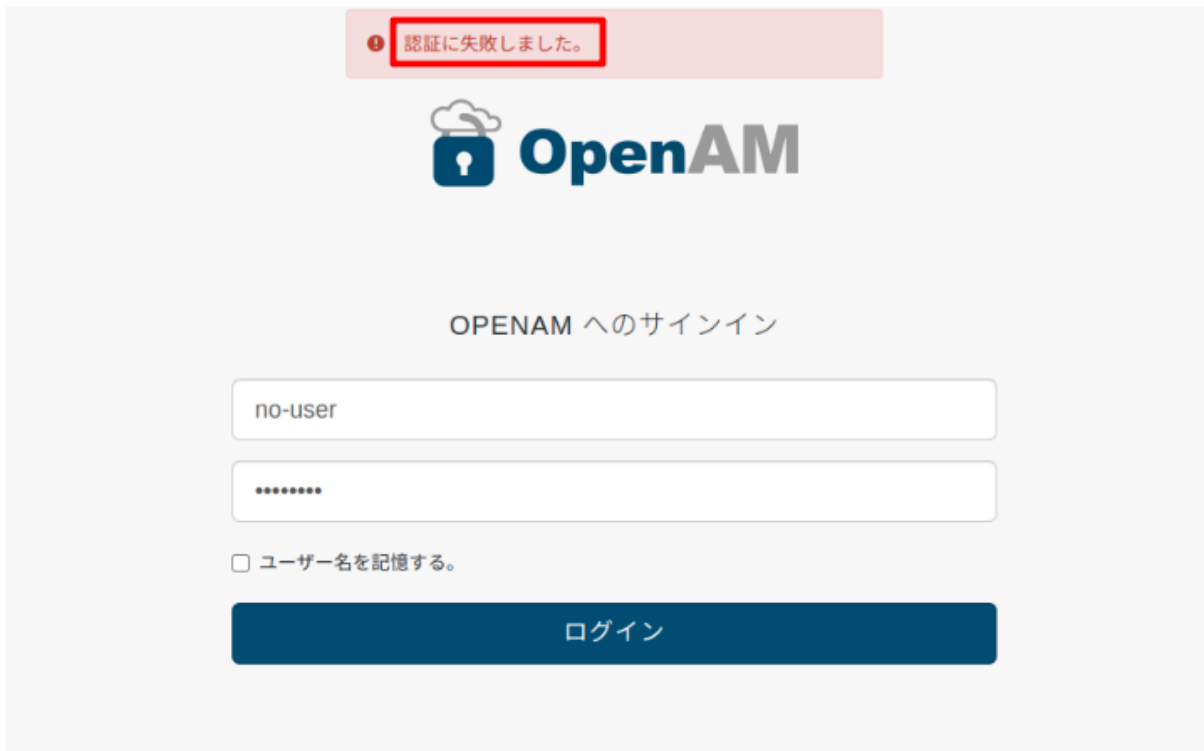 認証に失敗しました。
OpenAM
OPENAM へのサインイン
no-user
••••••••
ユーザー名を記憶する。
ログイン